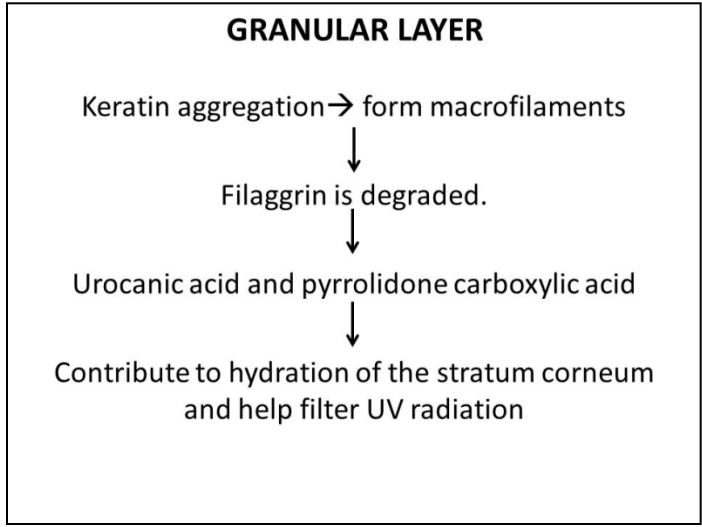 GRANULAR LAYER
Keratin aggregation→ form macrofilaments
Filaggrin is degraded.
Urocanic acid and pyrrolidone carboxylic acid
Contribute to hydration of the stratum corneum
and help filter UV radiation